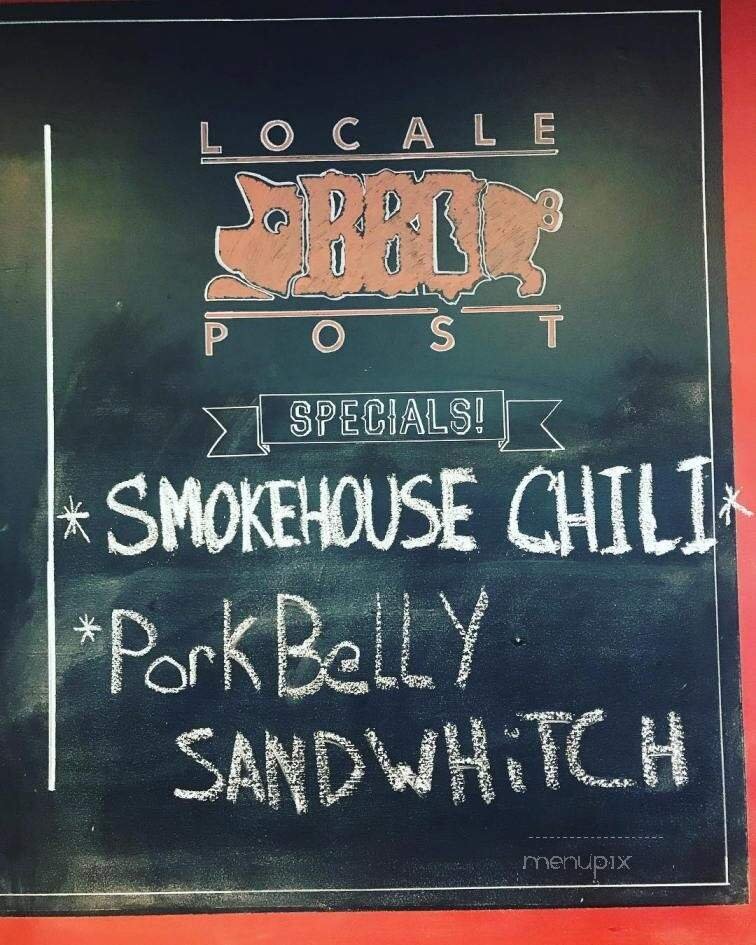 LOCALE
BBQ
POST
SPECIALS!
* SMOKEHOUSE CHILI *
* PorkBeLLY
SANDWHiTCH
menupix